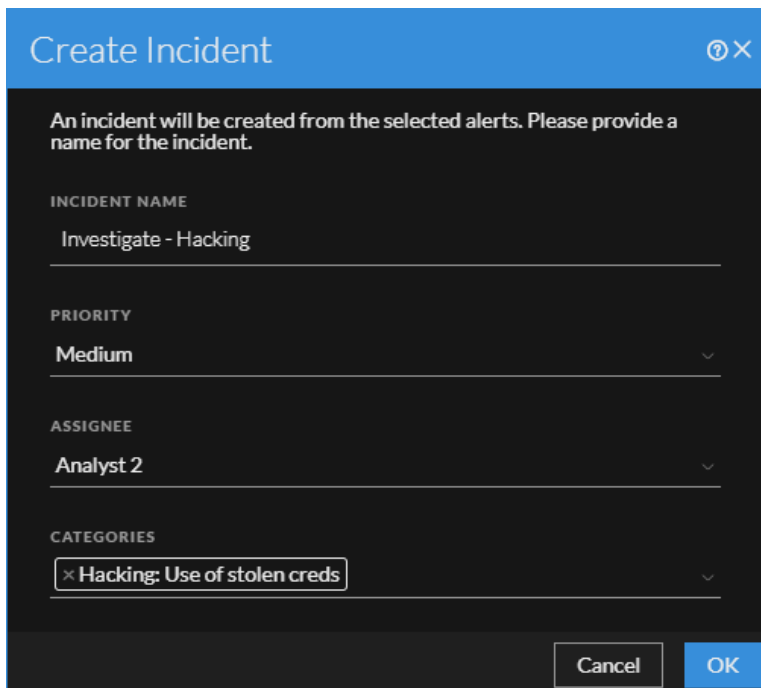 Create Incident
An incident will be created from the selected alerts. Please provide a
name for the incident.
INCIDENT NAME
Investigate - Hacking
PRIORITY
Medium
ASSIGNEE
Analyst 2
CATEGORIES
× Hacking: Use of stolen creds
Cancel OK